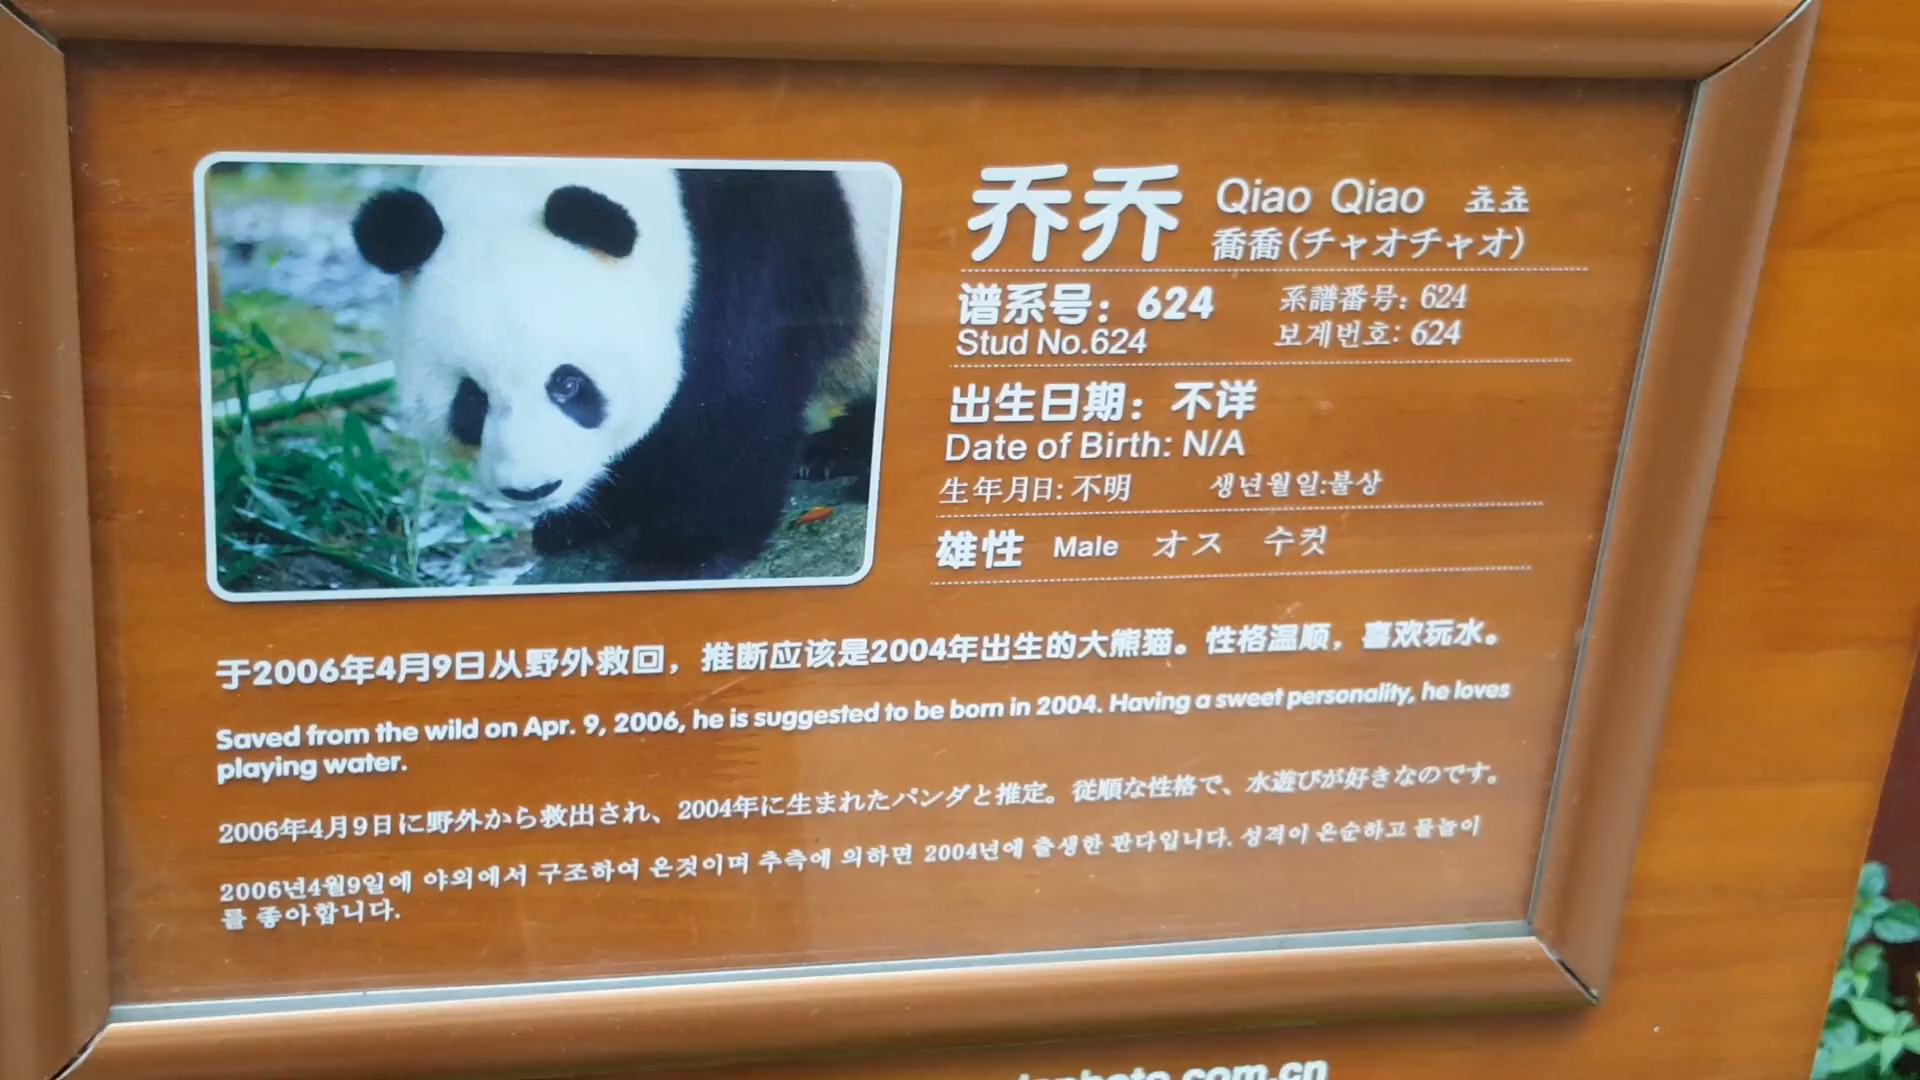 乔乔 Qiao Qiao 쵸쵸
喬喬(チャオチャオ)
谱系号：624 系譜番号: 624
Stud No.624 보계번호: 624
出生日期：不详
Date of Birth: N/A
生年月日: 不明 생년월일:불상
雄性 Male オス 수컷
于2006年4月9日从野外救回，推断应该是2004年出生的大熊猫。性格温顺，喜欢玩水。
Saved from the wild on Apr. 9, 2006, he is suggested to be born in 2004. Having a sweet personality, he loves
playing water.
2006年4月9日に野外から救出され、2004年に生まれたパンダと推定。従順な性格で、水遊びが好きなのです。
2006년4월9일에 야외에서 구조하여 온것이며 추측에 의하면 2004년에 출생한 판다입니다. 성격이 온순하고 물놀이
를 좋아합니다.
.com.cn